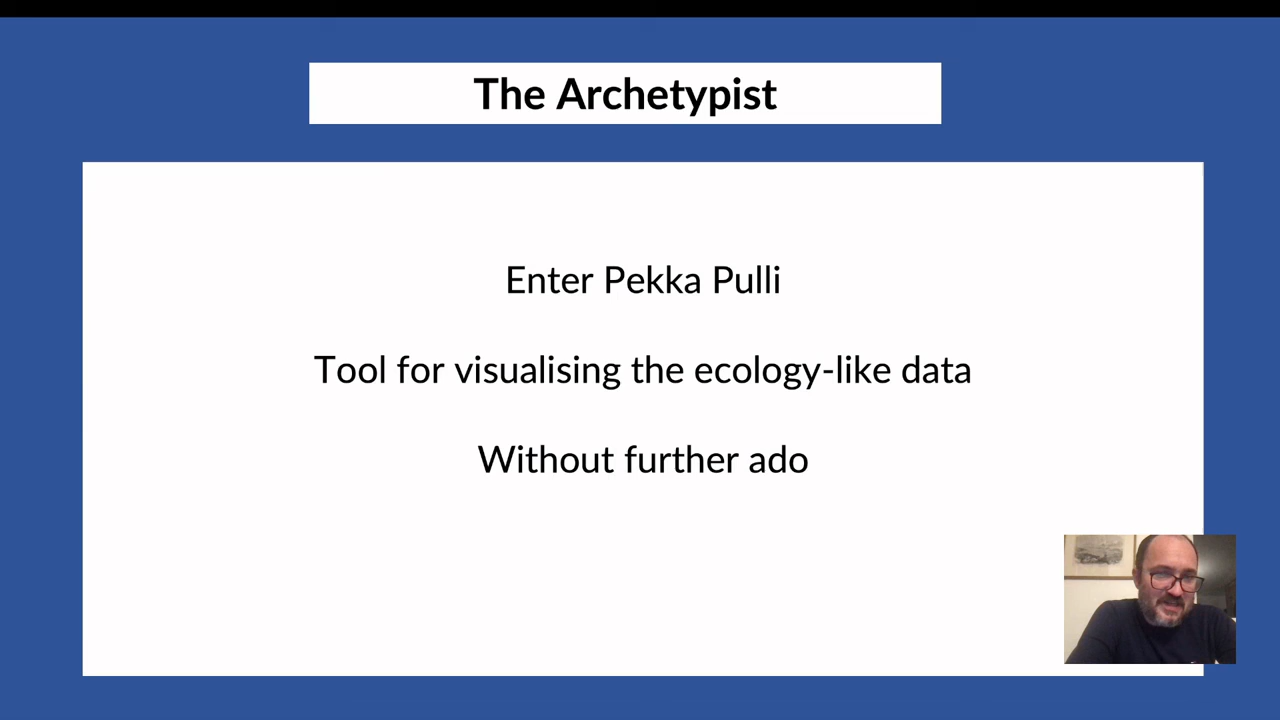 The Archetypist
Enter Pekka Pulli
Tool for visualising the ecology-like data
Without further ado